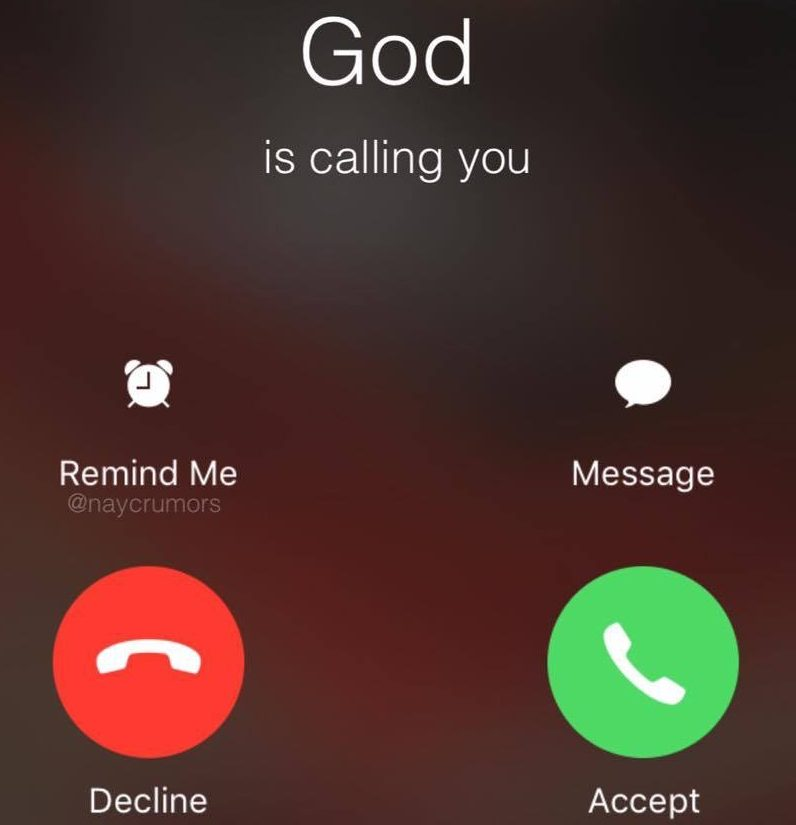 God
is calling you
Remind Me
Message
@naycrumors
Decline
Accept